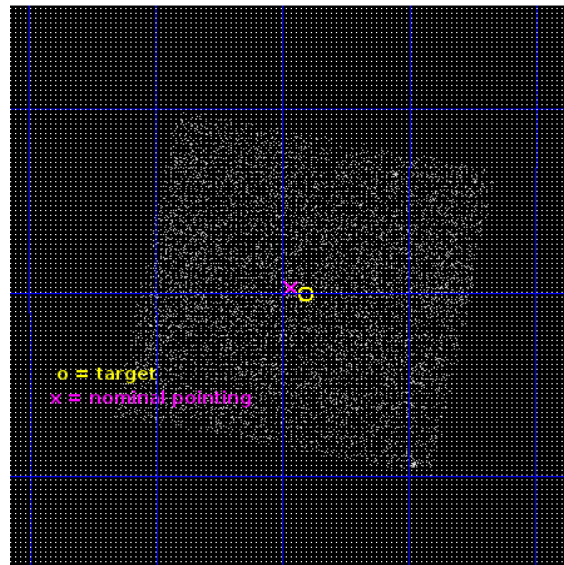 o = target
x = nominal pointing